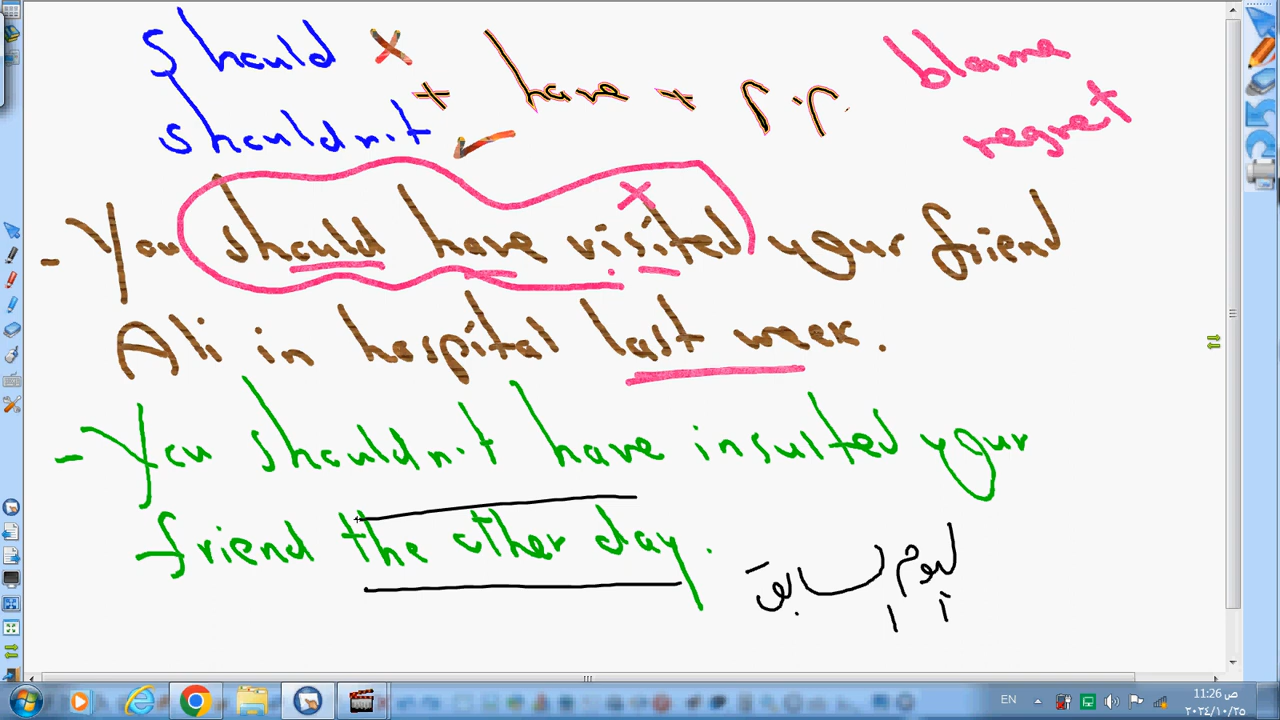 should ×
+ have + p.p.
shouldn't ✓
blame
regret
- You should have visited your friend
Ali in hospital last week.
- You shouldn't have insulted your
friend the other day.
اليوم السابق
EN
11:26 ص
٢٠٢٤/١٠/٢٥